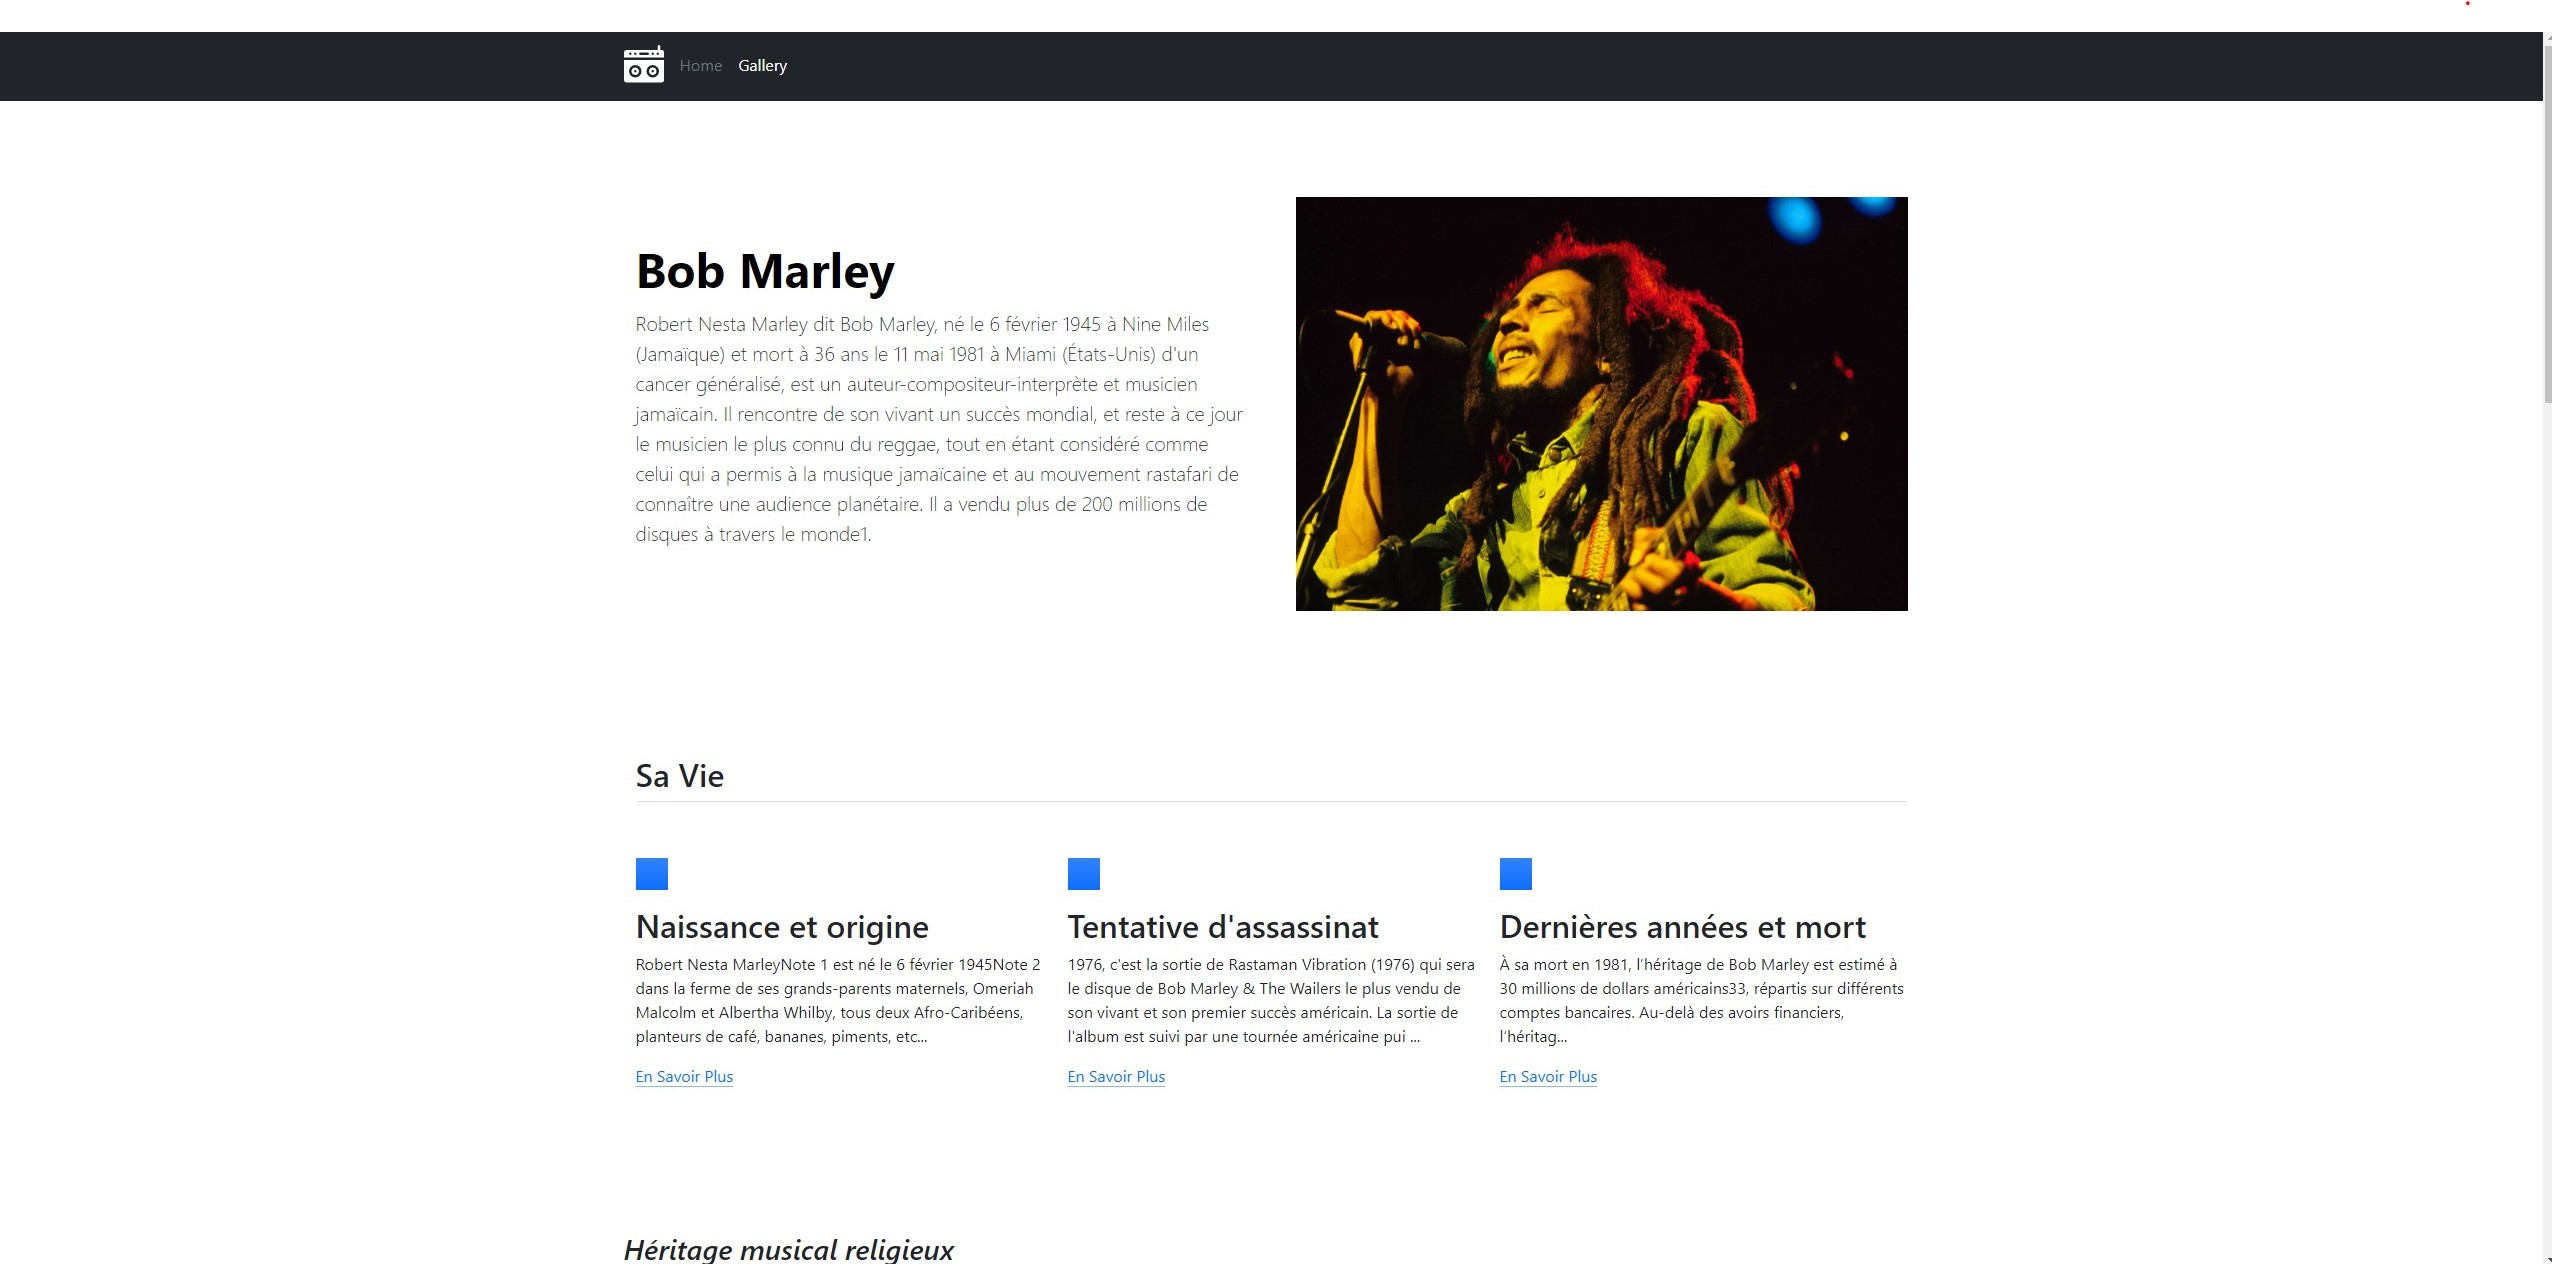 Home Gallery
Bob Marley
Robert Nesta Marley dit Bob Marley, né le 6 février 1945 à Nine Miles
(Jamaïque) et mort à 36 ans le 11 mai 1981 à Miami (États-Unis) d'un
cancer généralisé, est un auteur-compositeur-interprète et musicien
jamaïcain. Il rencontre de son vivant un succès mondial, et reste à ce jour
le musicien le plus connu du reggae, tout en étant considéré comme
celui qui a permis à la musique jamaïcaine et au mouvement rastafari de
connaître une audience planétaire. Il a vendu plus de 200 millions de
disques à travers le monde1.
Sa Vie
Naissance et origine
Robert Nesta MarleyNote 1 est né le 6 février 1945Note 2
dans la ferme de ses grands-parents maternels, Omeriah
Malcolm et Albertha Whilby, tous deux Afro-Caribéens,
planteurs de café, bananes, piments, etc...
En Savoir Plus
Tentative d'assassinat
1976, c'est la sortie de Rastaman Vibration (1976) qui sera
le disque de Bob Marley & The Wailers le plus vendu de
son vivant et son premier succès américain. La sortie de
l'album est suivi par une tournée américaine pui ...
En Savoir Plus
Dernières années et mort
À sa mort en 1981, l’héritage de Bob Marley est estimé à
30 millions de dollars américains33, répartis sur différents
comptes bancaires. Au-delà des avoirs financiers,
l’héritag...
En Savoir Plus
Héritage musical religieux